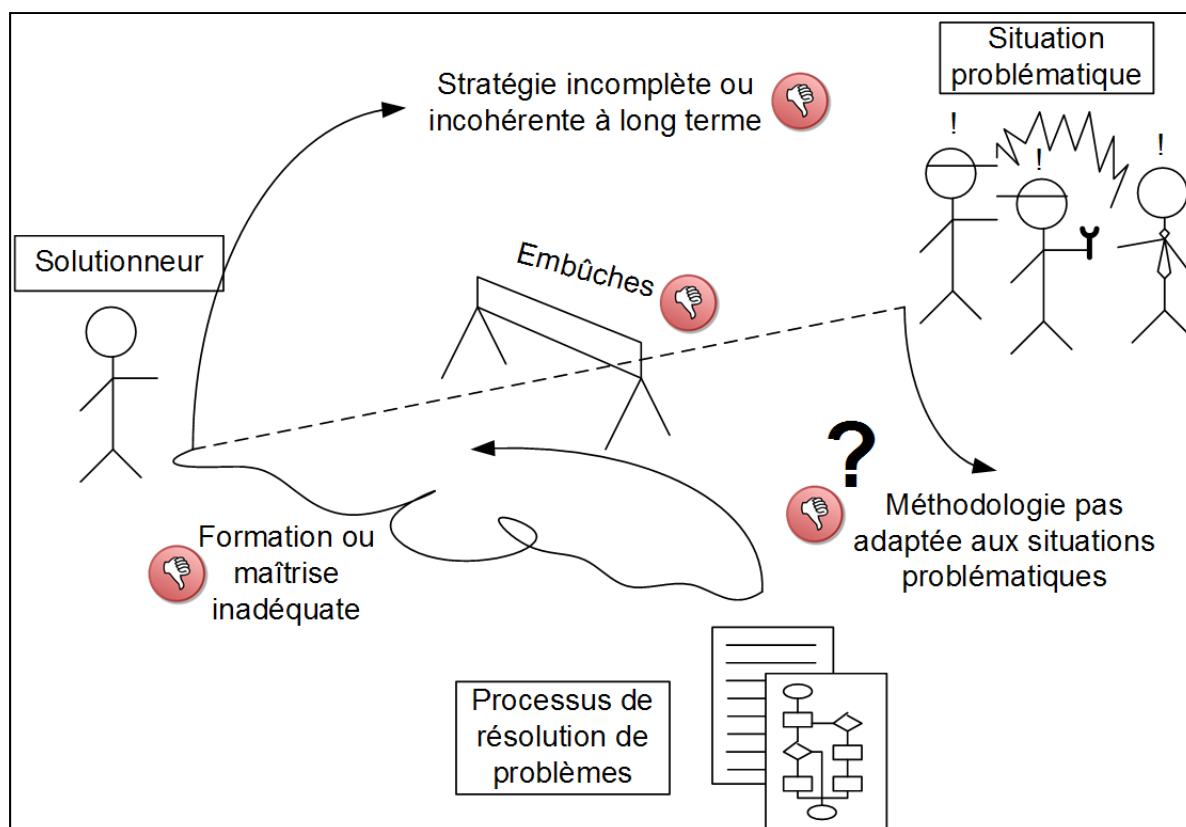 Situation
problématique
Stratégie incomplète ou
incohérente à long terme
!
!
!
Solutionneur
Embûches
?
Méthodologie pas
adaptée aux situations
problématiques
Formation ou
maîtrise
inadéquate
Processus de
résolution de
problèmes